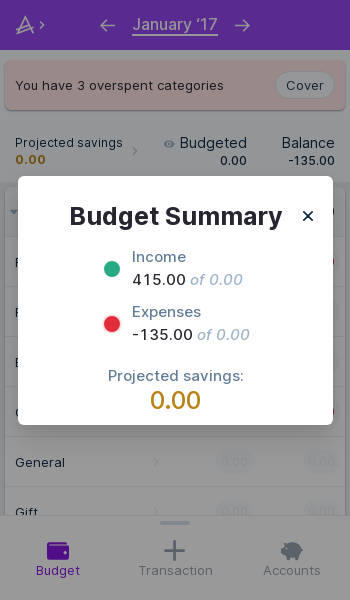 January ‘17
You have 3 overspent categories
Cover
Projected savings
0.00
Budgeted
0.00
Balance
-135.00
Budget Summary
Income
415.00 of 0.00
Expenses
-135.00 of 0.00
Projected savings:
0.00
General
0.00
0.00
Gift
0.00
0.00
Budget
Transaction
Accounts